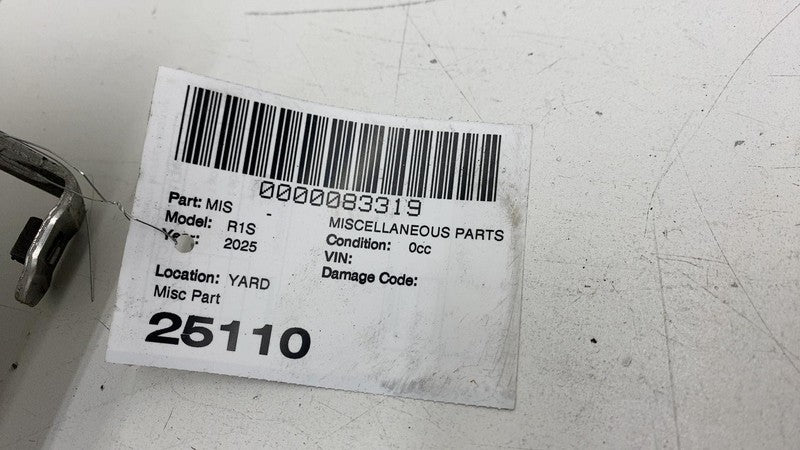 0000083319
Part: MIS -
MISCELLANEOUS PARTS
Model: R1S
Condition: 0cc
Year: 2025
VIN:
Damage Code:
Location: YARD
Misc Part
25110